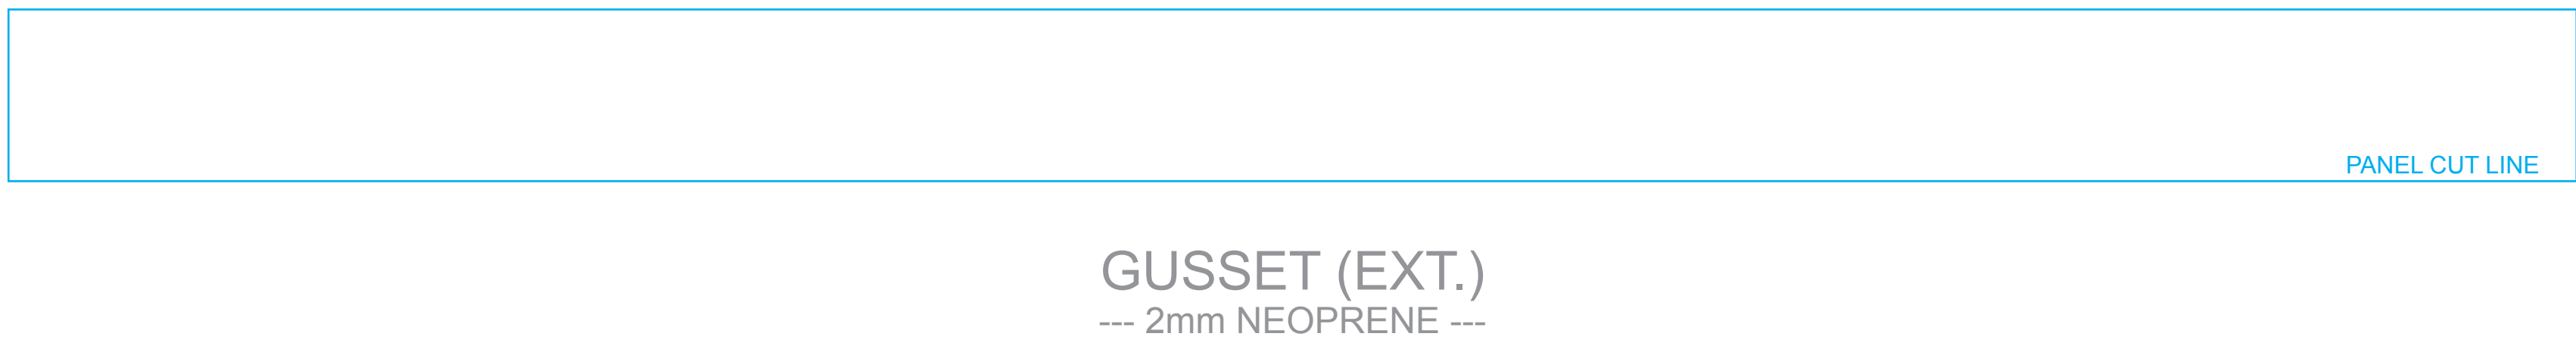 PANEL CUT LINE
GUSSET (EXT.)
--- 2mm NEOPRENE ---